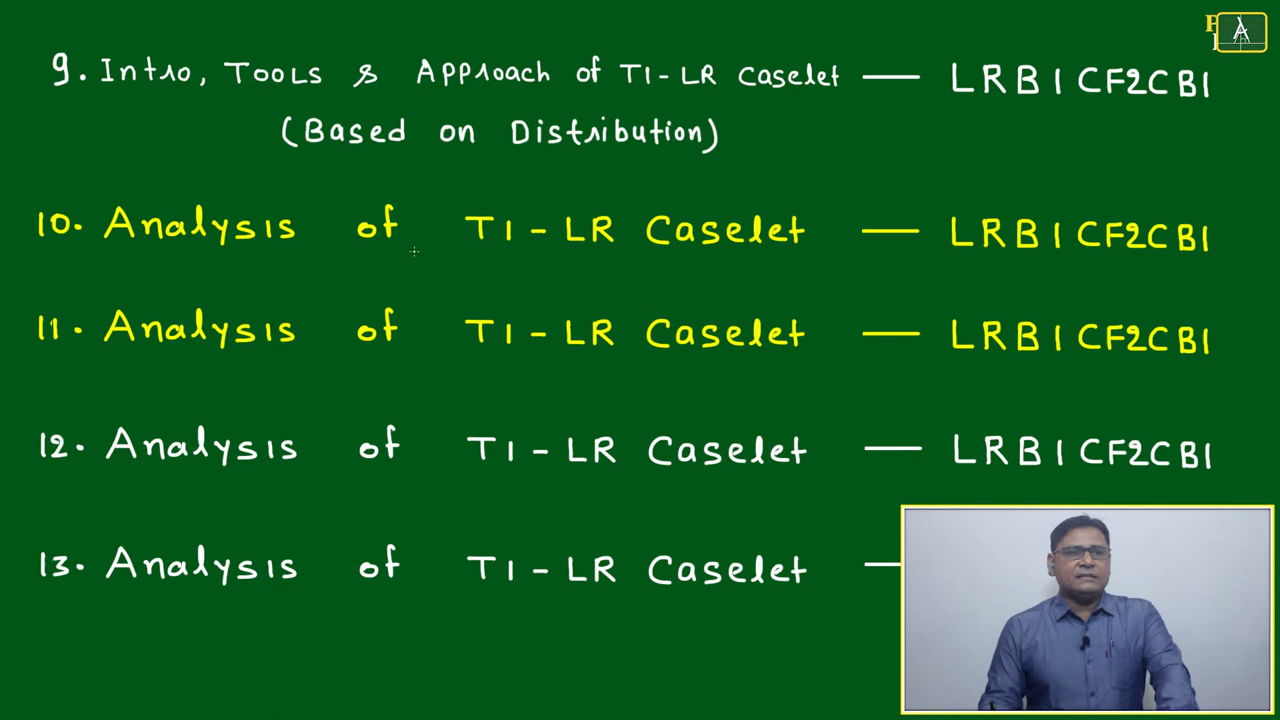 9. Intro, TOOLS & Approach of T1-LR Caselet — LRB1CF2CB1
(Based on Distribution)
10. Analysis of T1-LR Caselet — LRB1CF2CB1
11. Analysis of T1-LR Caselet — LRB1CF2CB1
12. Analysis of T1-LR Caselet — LRB1CF2CB1
13. Analysis of T1-LR Caselet —